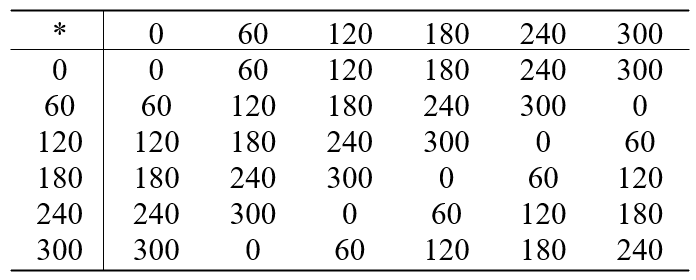 * 0 60 120 180 240 300
0 0 60 120 180 240 300
60 60 120 180 240 300 0
120 120 180 240 300 0 60
180 180 240 300 0 60 120
240 240 300 0 60 120 180
300 300 0 60 120 180 240